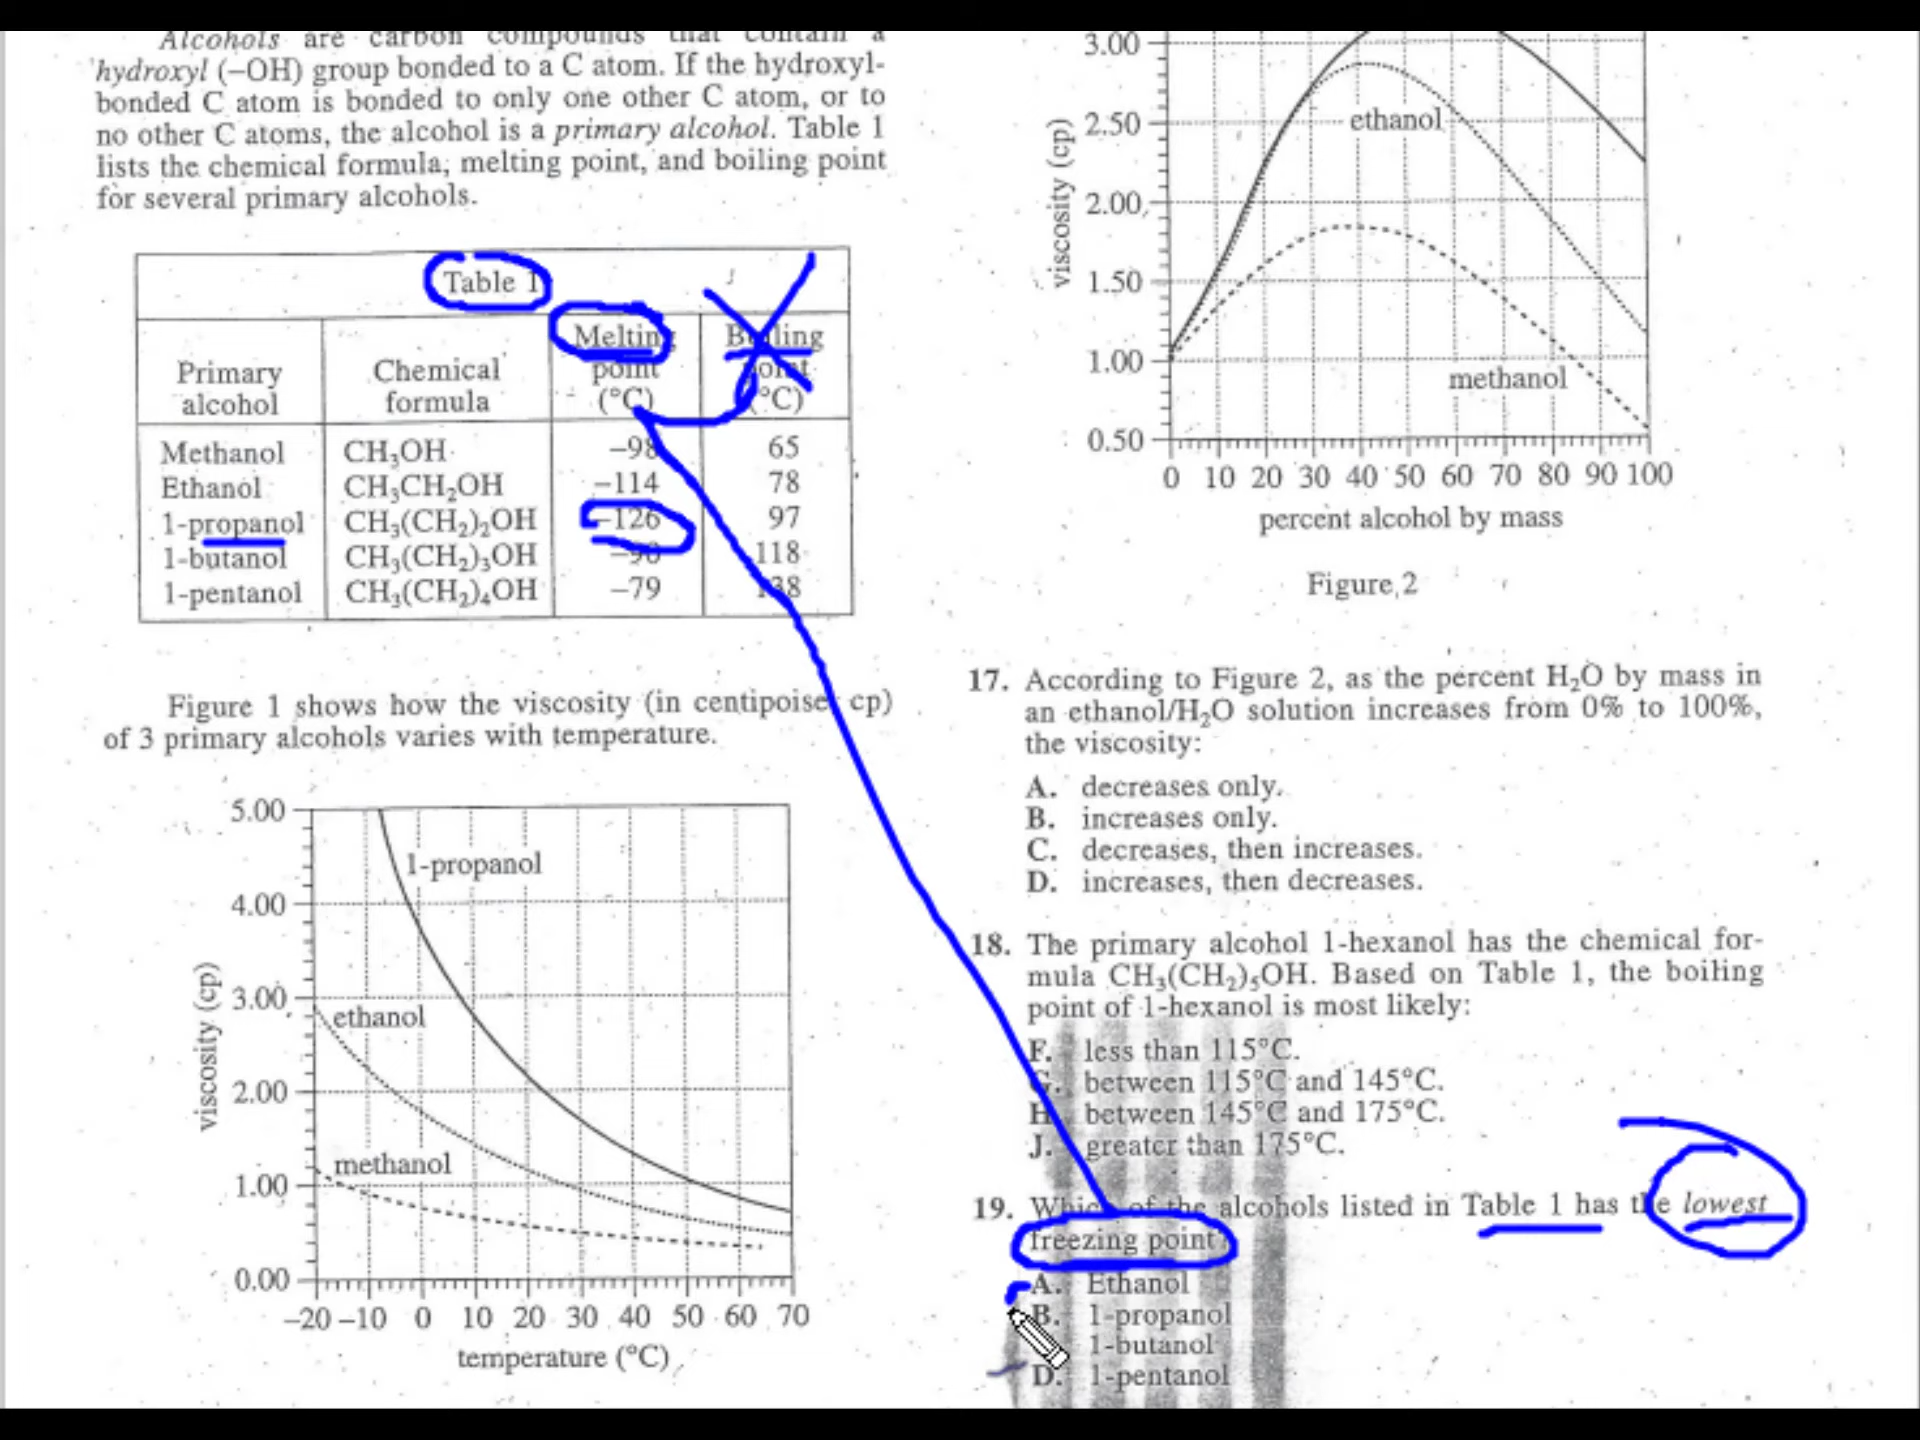 Alcohols are carbon compounds that contain a
hydroxyl (−OH) group bonded to a C atom. If the hydroxyl-
bonded C atom is bonded to only one other C atom, or to
no other C atoms, the alcohol is a primary alcohol. Table 1
lists the chemical formula, melting point, and boiling point
for several primary alcohols.
Table 1
Primary alcohol Chemical formula Melting point (°C) Boiling point (°C)
Methanol CH₃OH −98 65
Ethanol CH₃CH₂OH −114 78
1-propanol CH₃(CH₂)₂OH −126 97
1-butanol CH₃(CH₂)₃OH −90 118
1-pentanol CH₃(CH₂)₄OH −79 138
Figure 1 shows how the viscosity (in centipoise, cp)
of 3 primary alcohols varies with temperature.
5.00
4.00
3.00
2.00
1.00
0.00
viscosity (cp)
1-propanol
ethanol
methanol
−20 −10 0 10 20 30 40 50 60 70
temperature (°C)
3.00
2.50
2.00
1.50
1.00
0.50
viscosity (cp)
ethanol
methanol
0 10 20 30 40 50 60 70 80 90 100
percent alcohol by mass
Figure 2
17. According to Figure 2, as the percent H₂O by mass in
an ethanol/H₂O solution increases from 0% to 100%,
the viscosity:
A. decreases only.
B. increases only.
C. decreases, then increases.
D. increases, then decreases.
18. The primary alcohol 1-hexanol has the chemical for-
mula CH₃(CH₂)₅OH. Based on Table 1, the boiling
point of 1-hexanol is most likely:
F. less than 115°C.
G. between 115°C and 145°C.
H. between 145°C and 175°C.
J. greater than 175°C.
19. Which of the alcohols listed in Table 1 has the lowest
freezing point?
A. Ethanol
B. 1-propanol
1-butanol
D. 1-pentanol